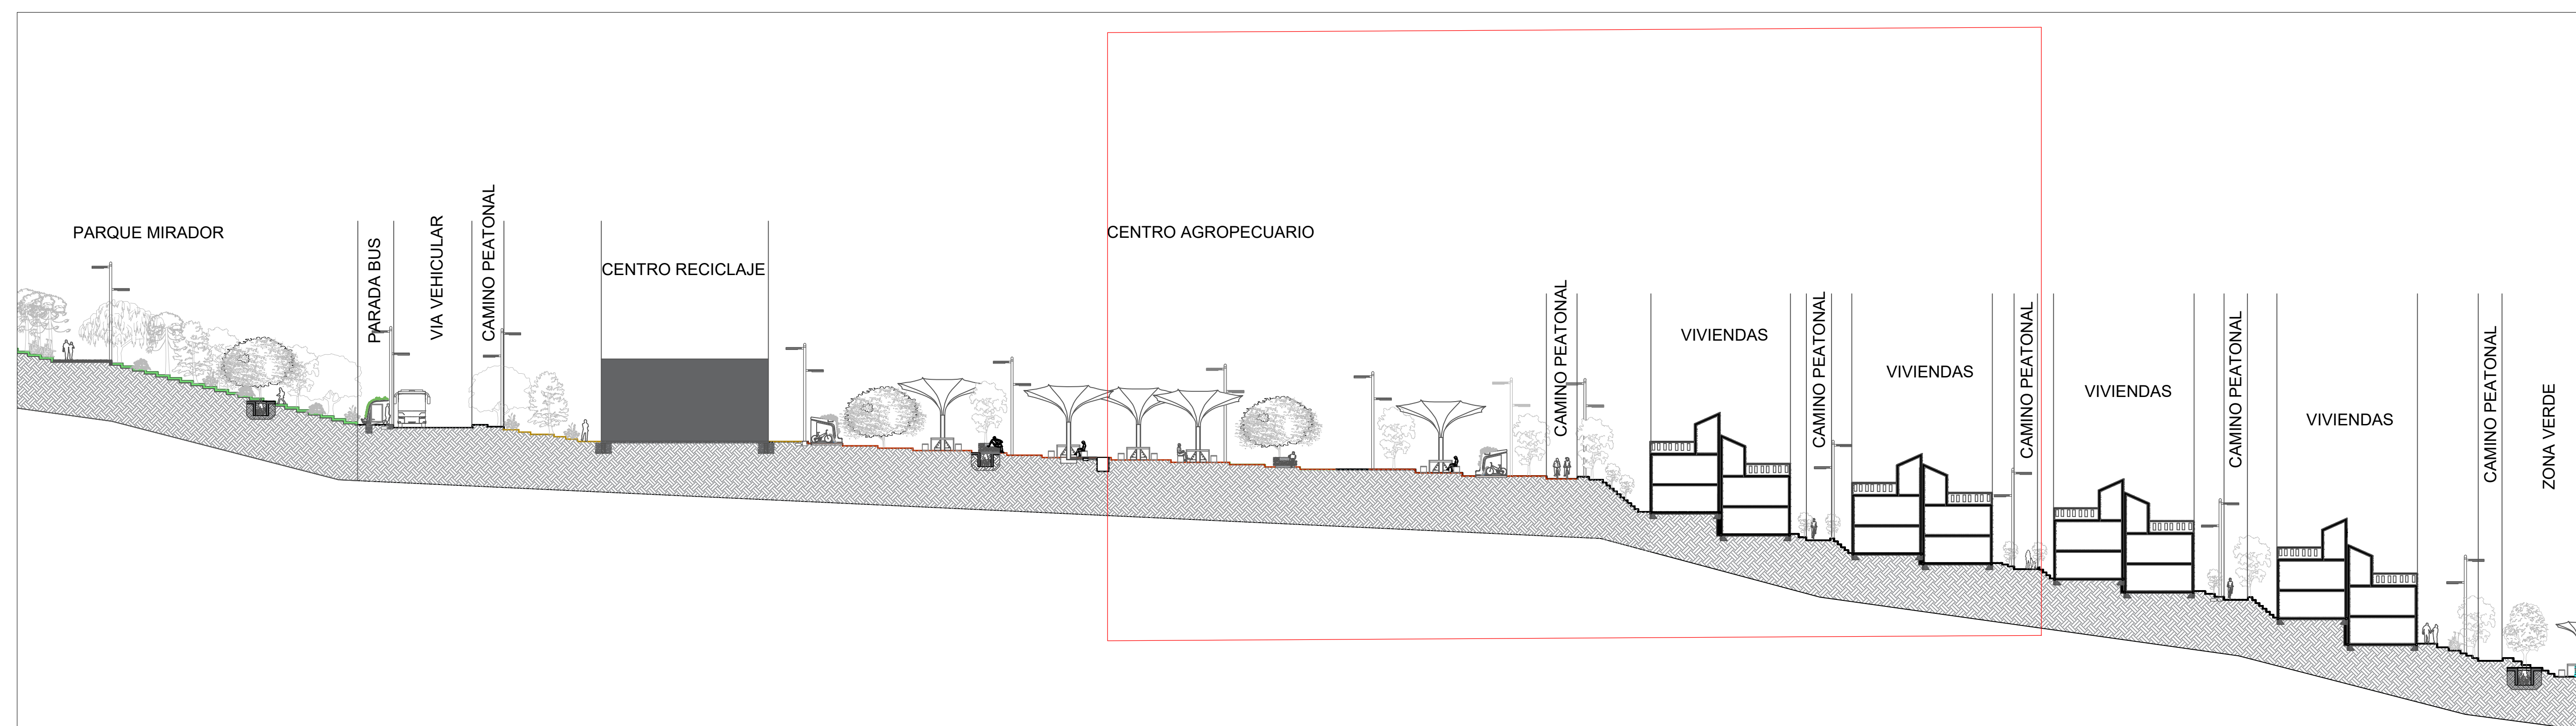 PARQUE MIRADOR
PARADA BUS
VIA VEHICULAR
CAMINO PEATONAL
CENTRO RECICLAJE
CENTRO AGROPECUARIO
CAMINO PEATONAL
VIVIENDAS
CAMINO PEATONAL
VIVIENDAS
CAMINO PEATONAL
VIVIENDAS
CAMINO PEATONAL
VIVIENDAS
CAMINO PEATONAL
ZONA VERDE